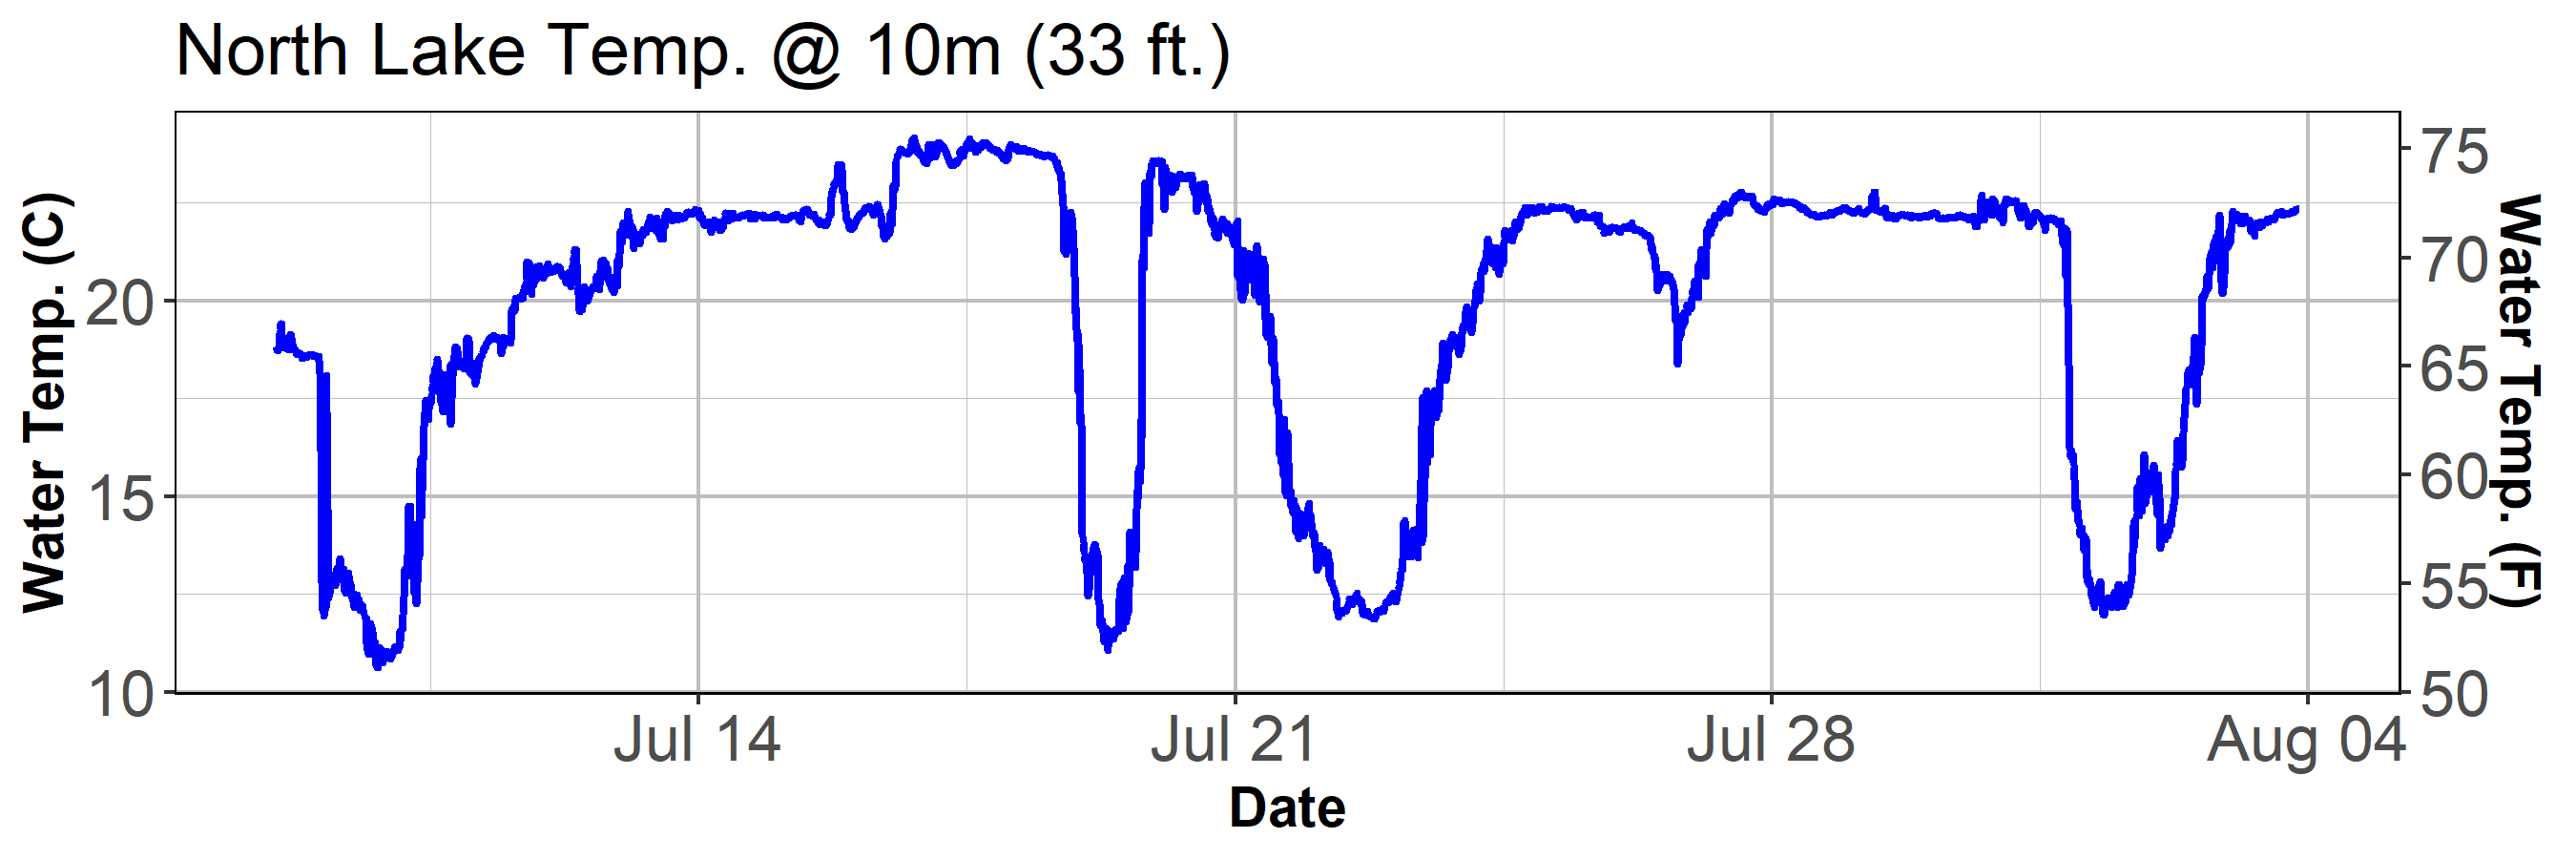 North Lake Temp. @ 10m (33 ft.)
Water Temp. (C)
20
15
10
75
70
65
60
55
50
Water Temp. (F)
Jul 14
Jul 21
Jul 28
Aug 04
Date